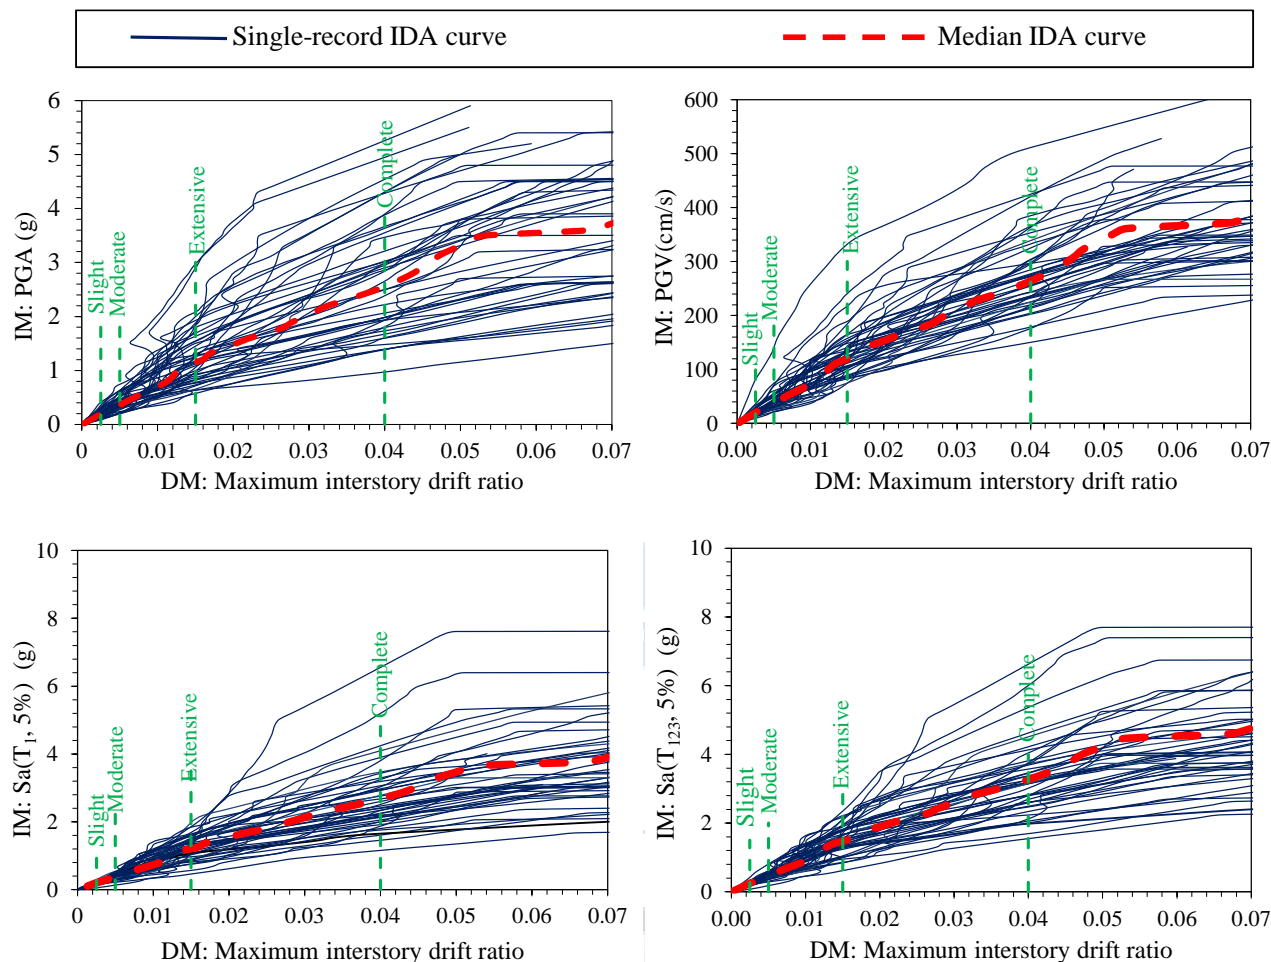 Single-record IDA curve Median IDA curve
6
5
4
3
2
1
0
0 0.01 0.02 0.03 0.04 0.05 0.06 0.07
IM: PGA (g)
DM: Maximum interstory drift ratio
Slight
Moderate
Extensive
Complete
600
500
400
300
200
100
0
0.00 0.01 0.02 0.03 0.04 0.05 0.06 0.07
IM: PGV(cm/s)
DM: Maximum interstory drift ratio
Slight
Moderate
Extensive
Complete
10
8
6
4
2
0
0 0.01 0.02 0.03 0.04 0.05 0.06 0.07
IM: Sa(T1, 5%) (g)
DM: Maximum interstory drift ratio
Slight
Moderate
Extensive
Complete
10
8
6
4
2
0
0.00 0.01 0.02 0.03 0.04 0.05 0.06 0.07
IM: Sa(T123, 5%) (g)
DM: Maximum interstory drift ratio
Slight
Moderate
Extensive
Complete